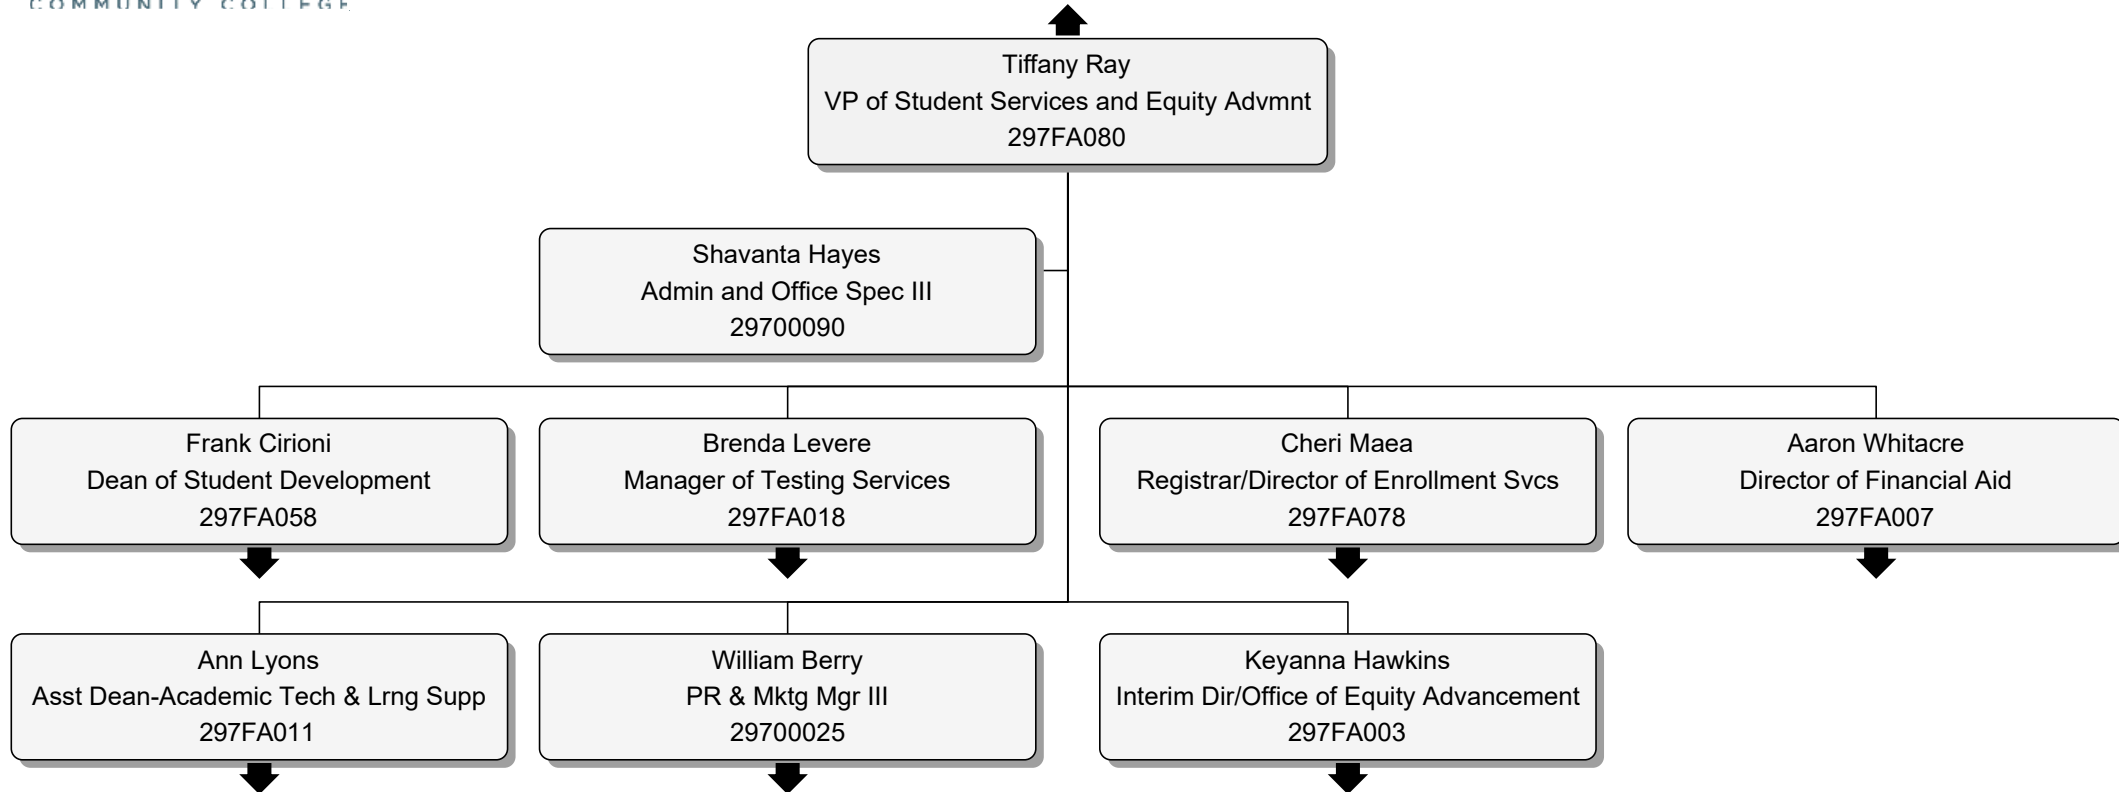 COMMUNITY COLLEGE
Tiffany Ray
VP of Student Services and Equity Advmnt
297FA080
Shavanta Hayes
Admin and Office Spec III
29700090
Frank Cirioni
Dean of Student Development
297FA058
Brenda Levere
Manager of Testing Services
297FA018
Cheri Maea
Registrar/Director of Enrollment Svcs
297FA078
Aaron Whitacre
Director of Financial Aid
297FA007
Ann Lyons
Asst Dean-Academic Tech & Lrng Supp
297FA011
William Berry
PR & Mktg Mgr III
29700025
Keyanna Hawkins
Interim Dir/Office of Equity Advancement
297FA003